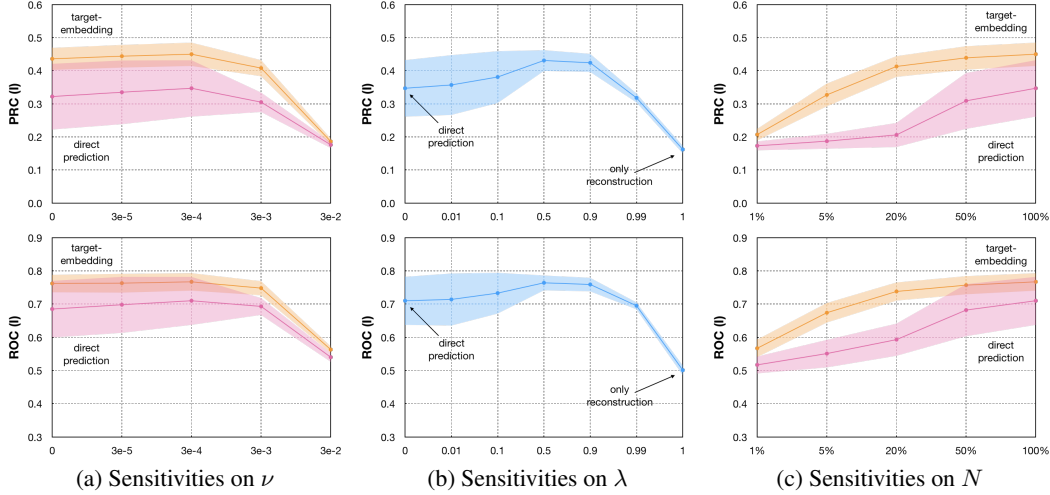 0.6
0.5
0.4
0.3
0.2
0.1
0.0
PRC (I)
target-
embedding
direct
prediction
0 3e-5 3e-4 3e-3 3e-2
0.6
0.5
0.4
0.3
0.2
0.1
0.0
PRC (I)
direct
prediction
only
reconstruction
0 0.01 0.1 0.5 0.9 0.99 1
0.6
0.5
0.4
0.3
0.2
0.1
0.0
PRC (I)
target-
embedding
direct
prediction
1% 5% 20% 50% 100%
0.9
0.8
0.7
0.6
0.5
0.4
0.3
ROC (I)
target-
embedding
direct
prediction
0 3e-5 3e-4 3e-3 3e-2
0.9
0.8
0.7
0.6
0.5
0.4
0.3
ROC (I)
direct
prediction
only
reconstruction
0 0.01 0.1 0.5 0.9 0.99 1
0.9
0.8
0.7
0.6
0.5
0.4
0.3
ROC (I)
target-
embedding
direct
prediction
1% 5% 20% 50% 100%
(a) Sensitivities on ν
(b) Sensitivities on λ
(c) Sensitivities on N